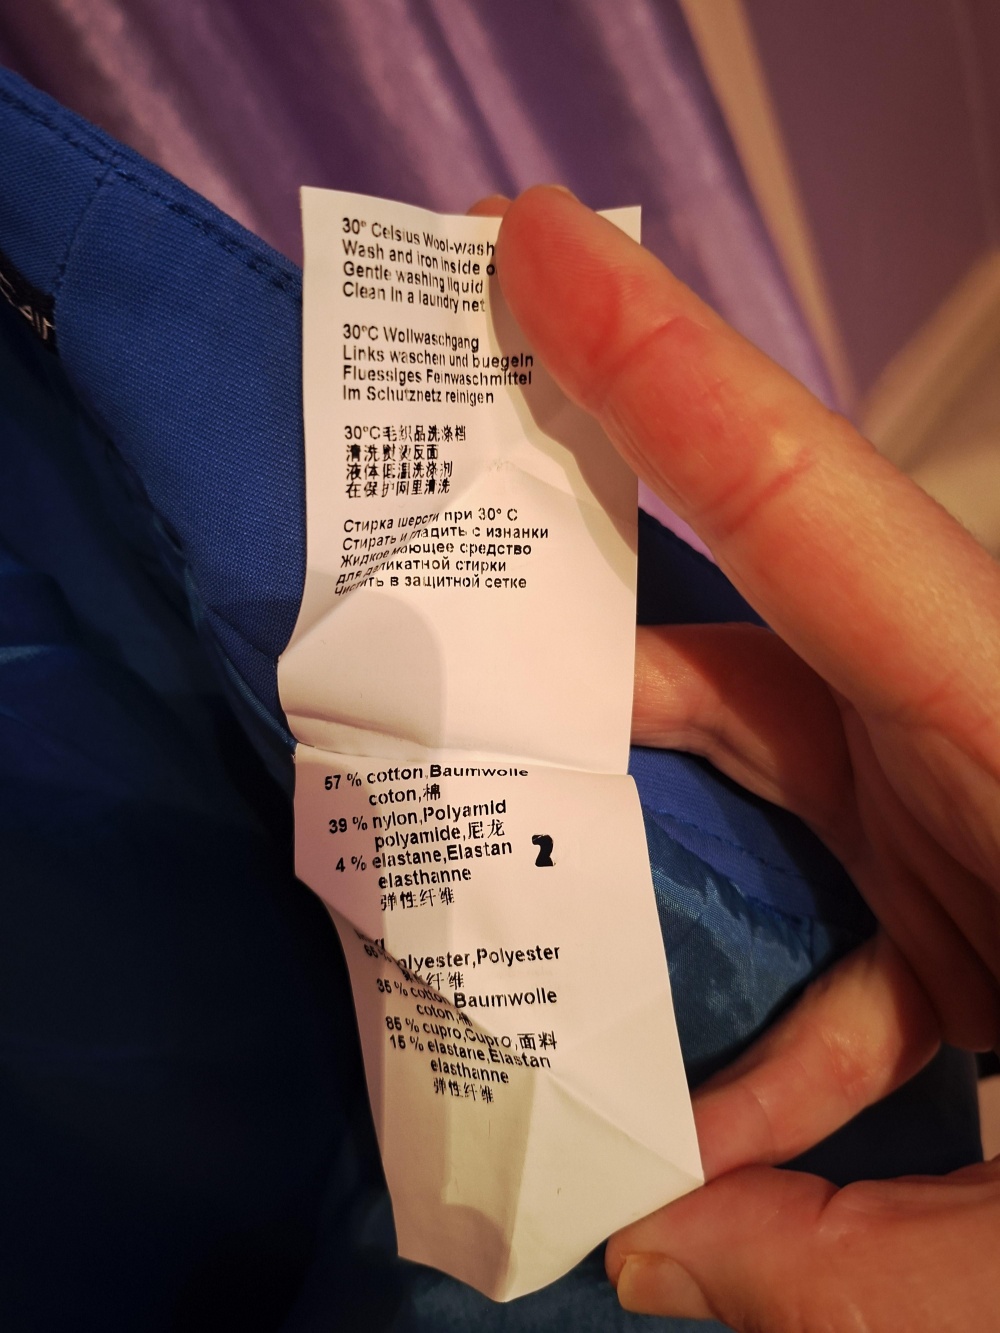 30° Celsius Wool-wash
Wash and iron inside
Gentle washing liquid
Clean in a laundry net
30°C Wollwaschgang
Links waschen und buegeln
Fluessiges Feinwaschmittel
Im Schutznetz reinigen
30°C毛织品洗涤档
清洗熨烫反面
液体低温洗涤剂
在保护网里清洗
Стирка шерсти при 30° C
Стирать и гладить с изнанки
Жидкое моющее средство
для деликатной стирки
Чистить в защитной сетке
57 % cotton,Baumwolle
coton,棉
39 % nylon,Polyamid
polyamide,尼龙
2
4 % elastane,Elastan
elasthanne
弹性纤维
polyester,Polyester
纤维
35 % cotton Baumwolle
coton,棉
85 % cupro,Cupro,面料
15 % elastane,Elastan
elasthanne
弹性纤维